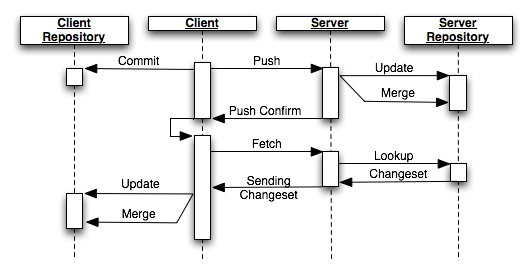 Client
Repository
Client
Server
Server
Repository
Commit
Push
Update
Merge
Push Confirm
Fetch
Lookup
Update
Sending
Changeset
Changeset
Merge